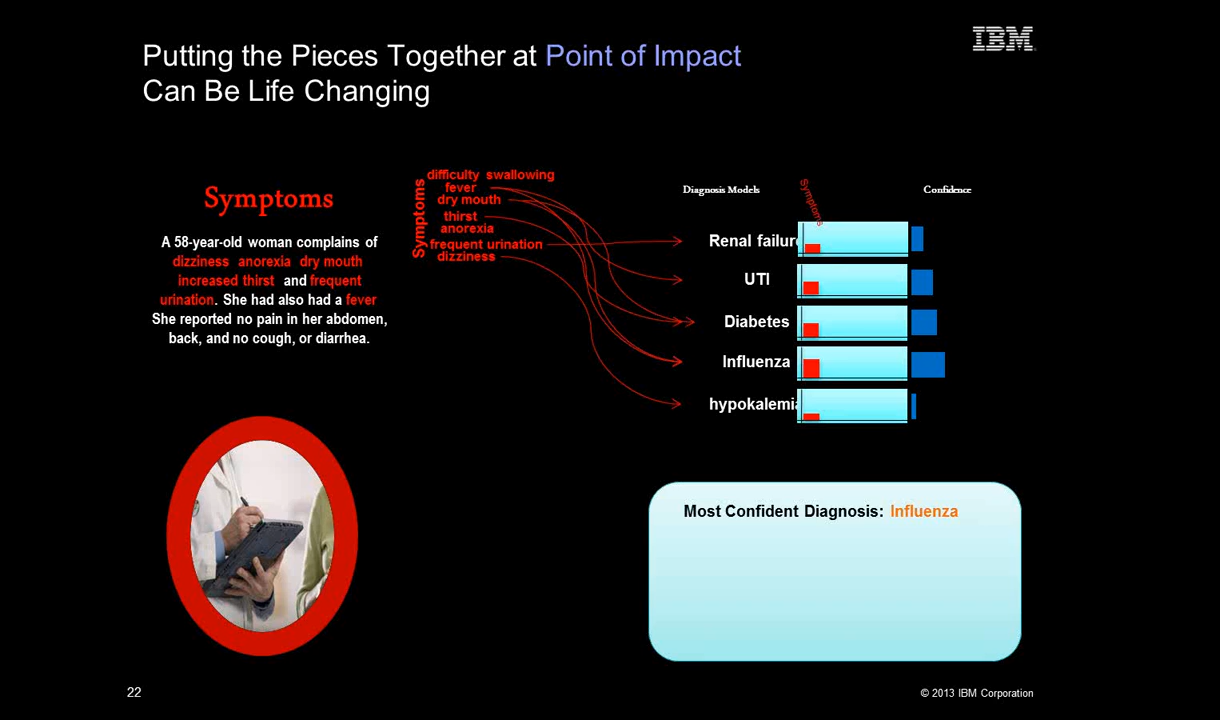 Putting the Pieces Together at Point of Impact
Can Be Life Changing
IBM
Symptoms
A 58-year-old woman complains of
dizziness anorexia dry mouth
increased thirst and frequent
urination. She had also had a fever
She reported no pain in her abdomen,
back, and no cough, or diarrhea.
Symptoms
difficulty swallowing
fever
dry mouth
thirst
anorexia
frequent urination
dizziness
Diagnosis Models
Symptoms
Confidence
Renal failure
UTI
Diabetes
Influenza
hypokalemia
Most Confident Diagnosis: Influenza
22
© 2013 IBM Corporation